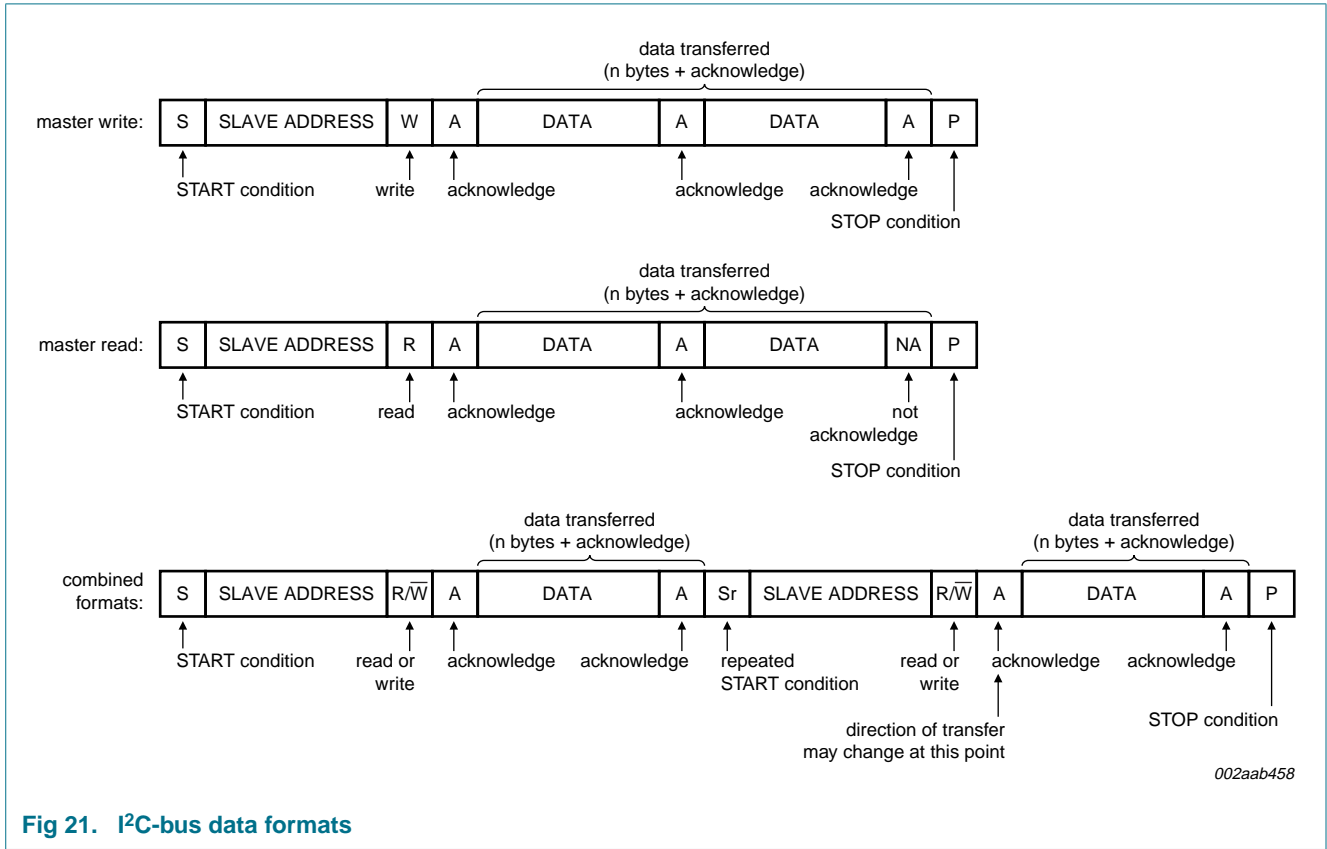 data transferred
(n bytes + acknowledge)
master write: S SLAVE ADDRESS W A DATA A DATA A P
START condition write acknowledge acknowledge acknowledge
STOP condition
data transferred
(n bytes + acknowledge)
master read: S SLAVE ADDRESS R A DATA A DATA NA P
START condition read acknowledge acknowledge not
acknowledge
STOP condition
data transferred data transferred
(n bytes + acknowledge) (n bytes + acknowledge)
combined
formats: S SLAVE ADDRESS R/W̅ A DATA A Sr SLAVE ADDRESS R/W̅ A DATA A P
START condition read or acknowledge acknowledge repeated read or acknowledge acknowledge
write START condition write
STOP condition
direction of transfer
may change at this point
002aab458
Fig 21. I²C-bus data formats